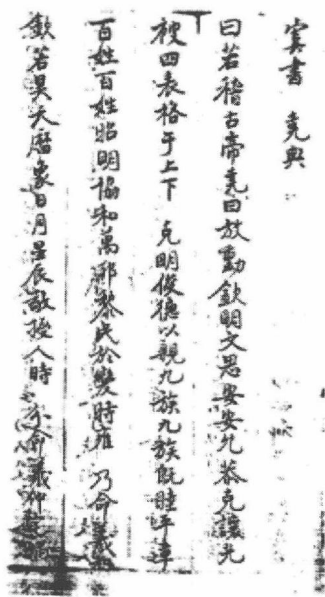 虞書 堯典
曰若稽古帝堯曰放勳欽明文思安安允恭克讓光
被四表格于上下 克明俊德以親九族九族既睦平章
百姓百姓昭明協和萬邦黎民於變時雍 乃命羲
欽若昊天曆象日月星辰敬授人時 分命羲仲